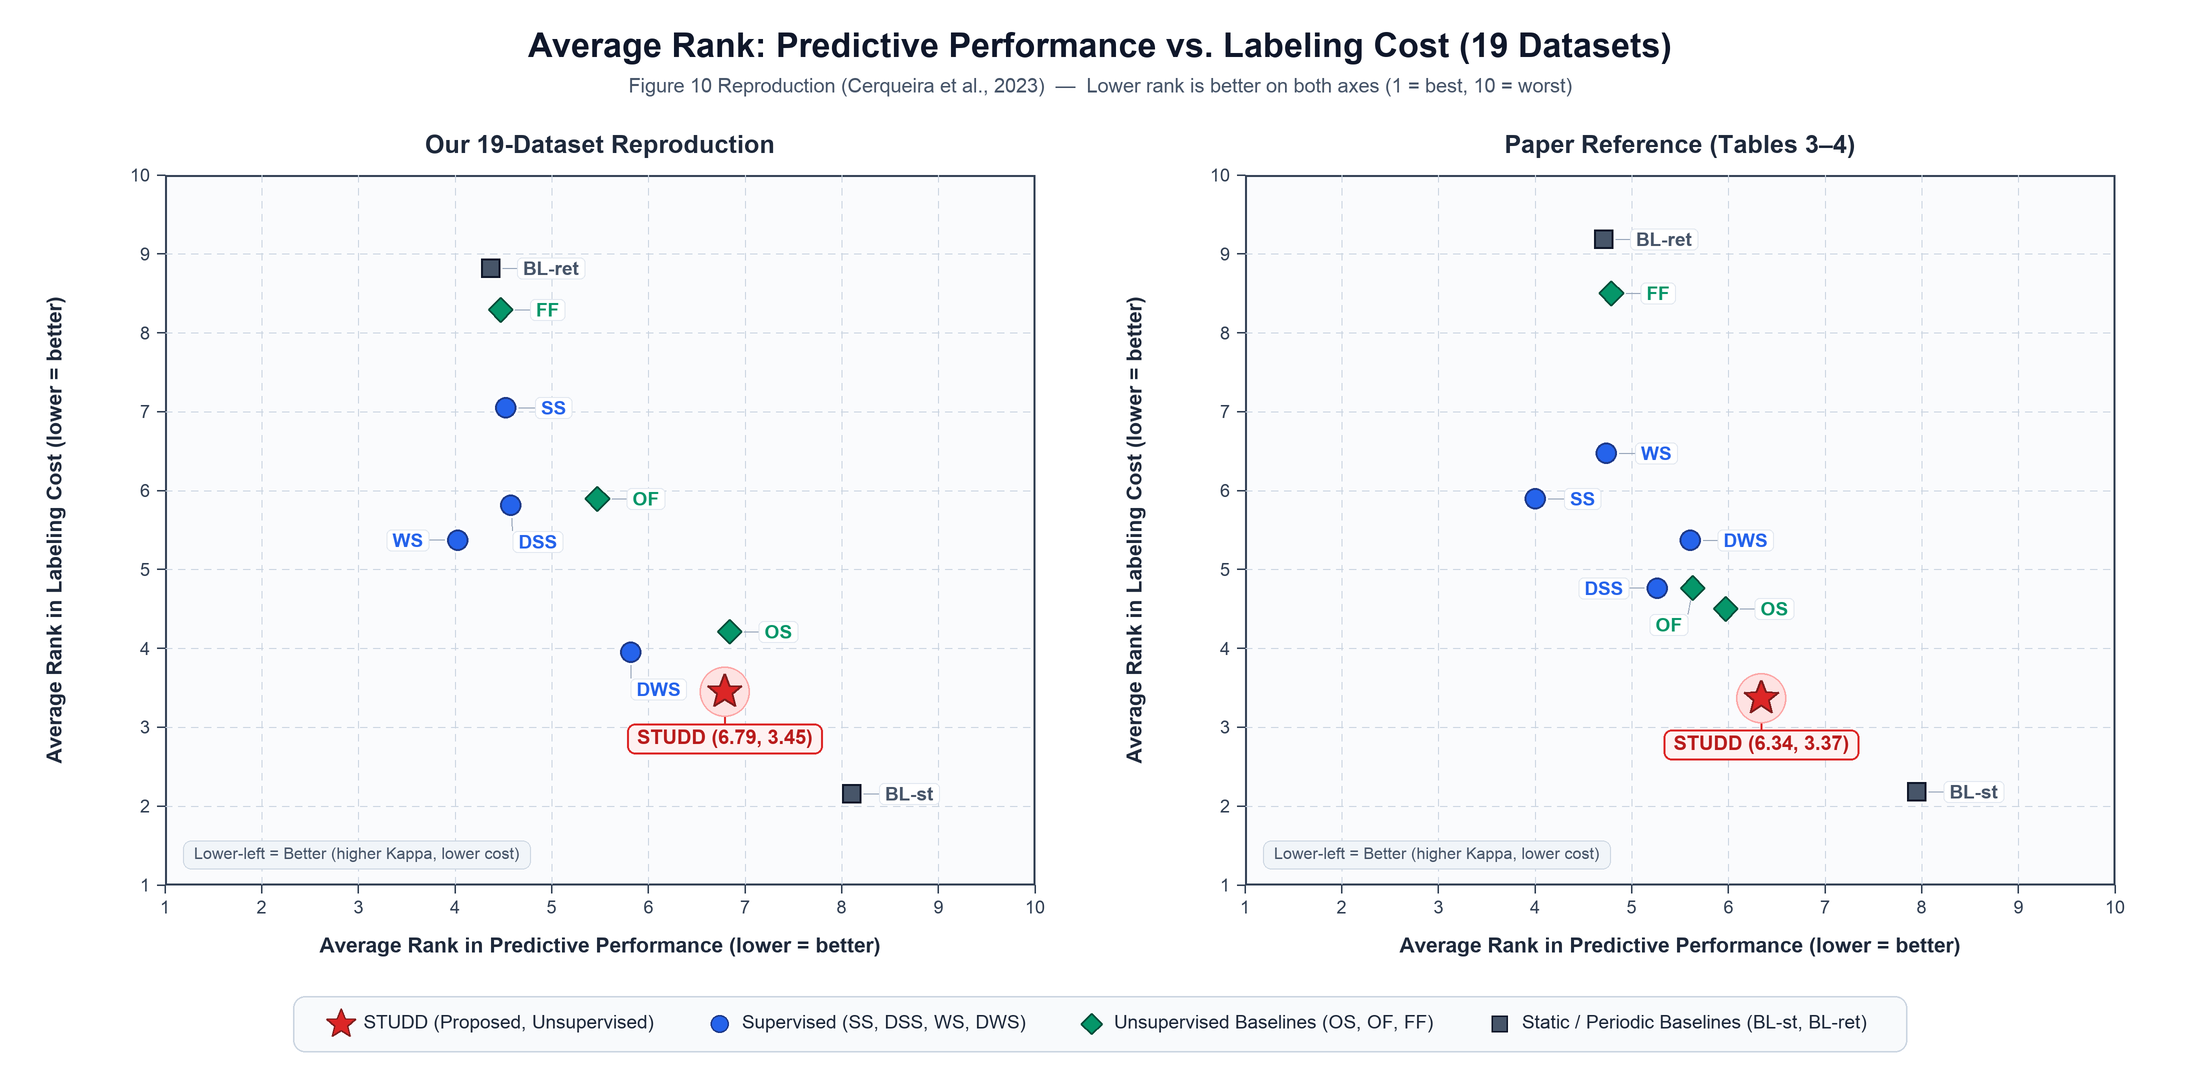 Average Rank: Predictive Performance vs. Labeling Cost (19 Datasets)
Figure 10 Reproduction (Cerqueira et al., 2023) — Lower rank is better on both axes (1 = best, 10 = worst)
Our 19-Dataset Reproduction
Average Rank in Labeling Cost (lower = better)
10
9
8
7
6
5
4
3
2
1
BL-ret
FF
SS
OF
WS
DSS
OS
DWS
STUDD (6.79, 3.45)
BL-st
Lower-left = Better (higher Kappa, lower cost)
1 2 3 4 5 6 7 8 9 10
Average Rank in Predictive Performance (lower = better)
Paper Reference (Tables 3–4)
Average Rank in Labeling Cost (lower = better)
10
9
8
7
6
5
4
3
2
1
BL-ret
FF
WS
SS
DWS
DSS
OS
OF
STUDD (6.34, 3.37)
BL-st
Lower-left = Better (higher Kappa, lower cost)
1 2 3 4 5 6 7 8 9 10
Average Rank in Predictive Performance (lower = better)
STUDD (Proposed, Unsupervised) Supervised (SS, DSS, WS, DWS) Unsupervised Baselines (OS, OF, FF) Static / Periodic Baselines (BL-st, BL-ret)